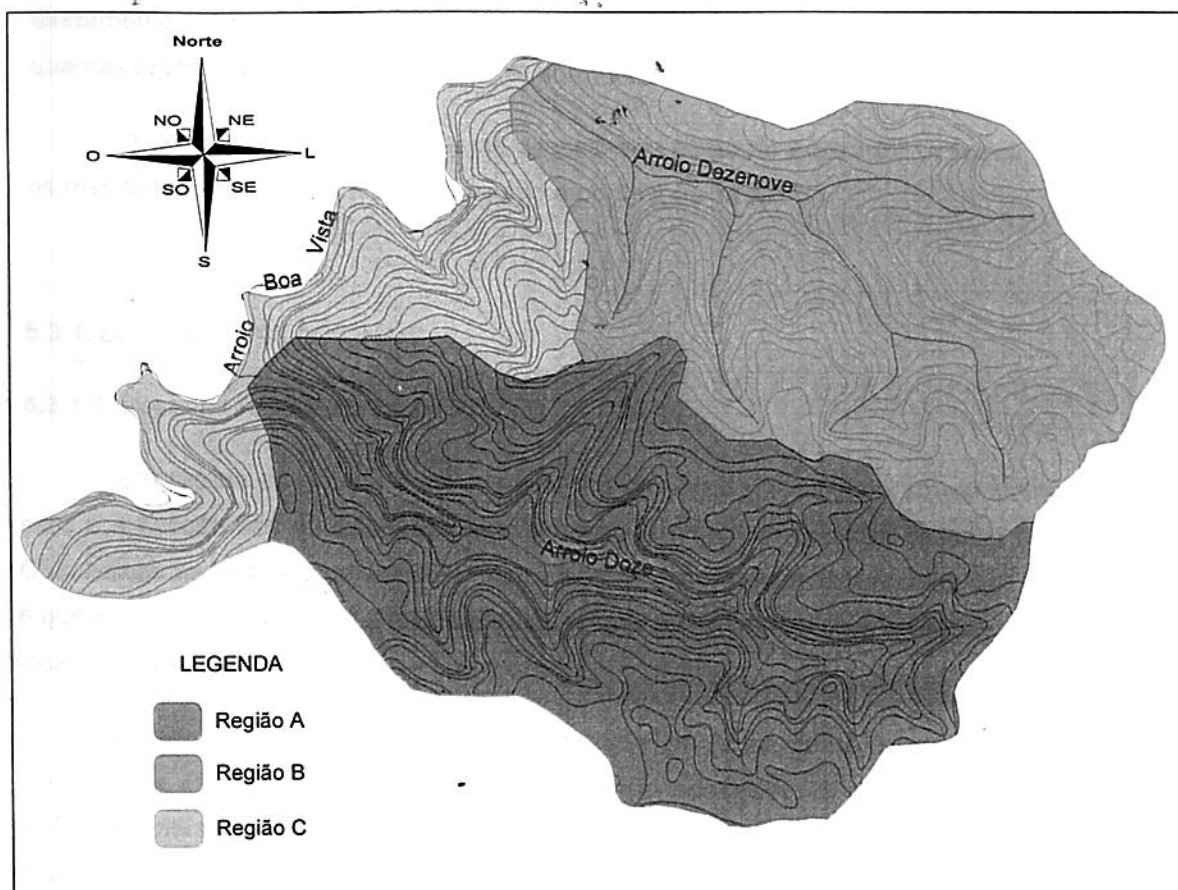 Norte
NO NE
O L
SO SE
S
Arroio Dezenove
Arroio Boa Vista
Arroio Doze
LEGENDA
Região A
Região B
Região C